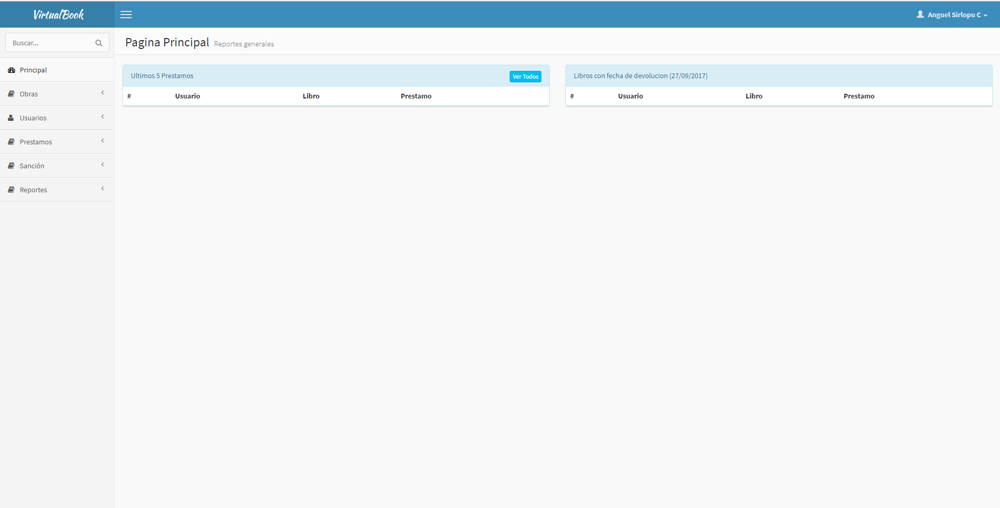 VirtualBook
Anguel Sirlopu C
Buscar...
Pagina Principal Reportes generales
Principal
Obras
Usuarios
Prestamos
Sanción
Reportes
Ultimos 5 Prestamos Ver Todos
# Usuario Libro Prestamo
Libros con fecha de devolucion (27/09/2017)
# Usuario Libro Prestamo